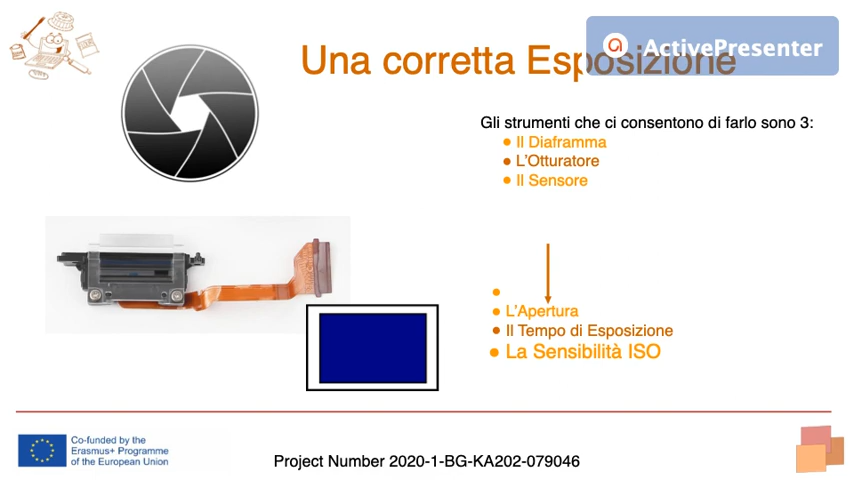 ActivePresenter
Una corretta Esposizione
Gli strumenti che ci consentono di farlo sono 3:
Il Diaframma
L'Otturatore
Il Sensore
L'Apertura
Il Tempo di Esposizione
La Sensibilità ISO
Co-funded by the
Erasmus+ Programme
of the European Union
Project Number 2020-1-BG-KA202-079046